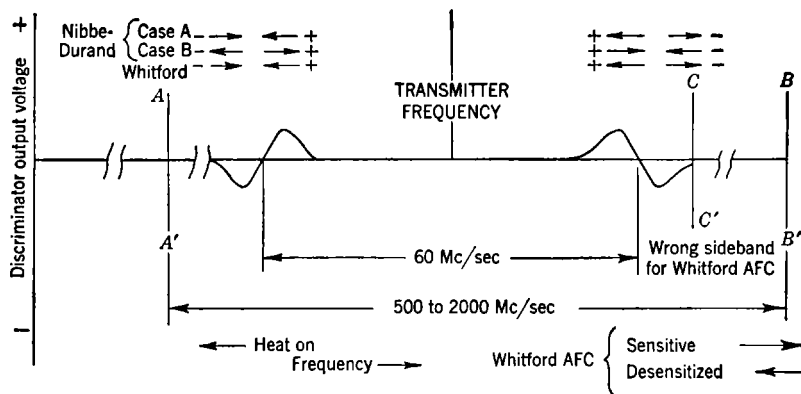 Nibbe-
Durand
Case A - +
Case B - +
Whitford - +
+ -
+ -
+ -
A
TRANSMITTER
FREQUENCY
C
B
+
Discriminator output voltage
−
A'
C'
B'
60 Mc/sec
Wrong sideband
for Whitford AFC
500 to 2000 Mc/sec
Heat on
Frequency
Whitford AFC
Sensitive
Desensitized